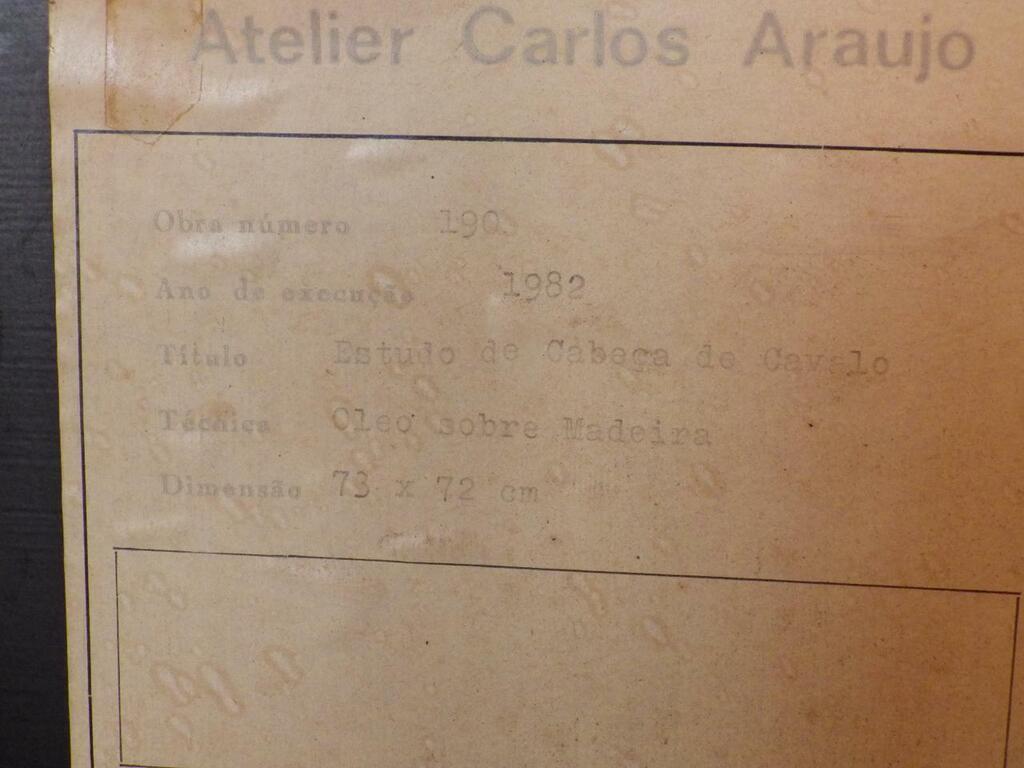 Atelier Carlos Araujo
Obra número 190
Ano de execução 1982
Título Estudo de Cabeça de Cavalo
Técnica Oleo sobre Madeira
Dimensão 73 x 72 cm